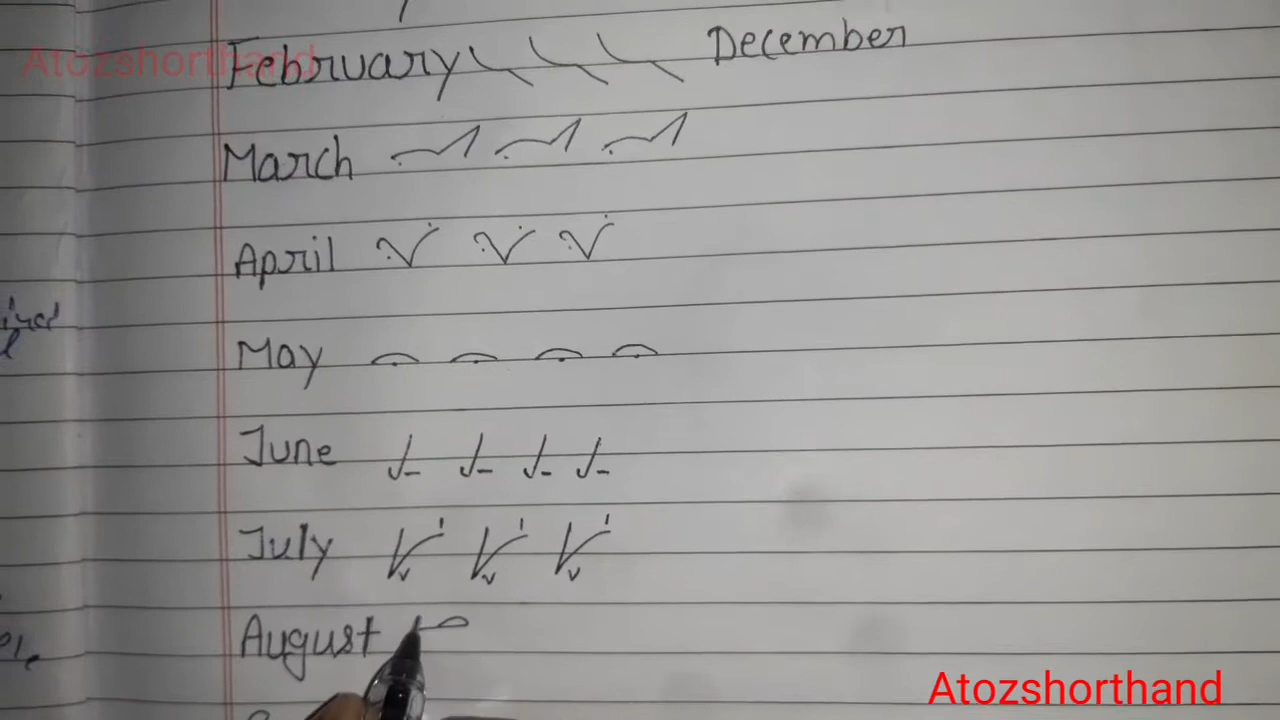 Atozshorthand
February December
March
April
May
June
July
August
Atozshorthand